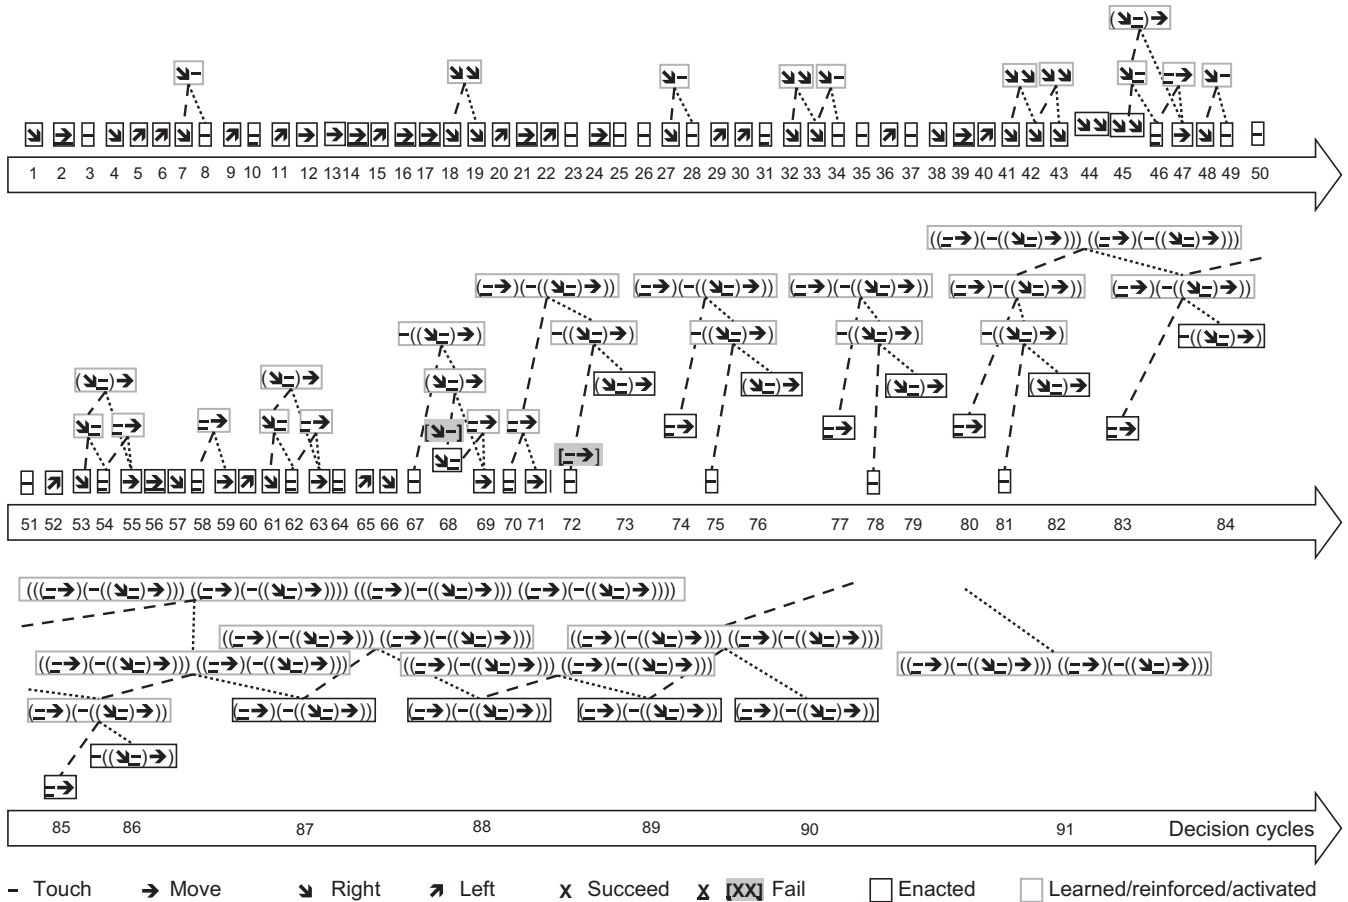 1 2 3 4 5 6 7 8 9 10 11 12 13 14 15 16 17 18 19 20 21 22 23 24 25 26 27 28 29 30 31 32 33 34 35 36 37 38 39 40 41 42 43 44 45 46 47 48 49 50
51 52 53 54 55 56 57 58 59 60 61 62 63 64 65 66 67 68 69 70 71 72 73 74 75 76 77 78 79 80 81 82 83 84
85 86 87 88 89 90 91 Decision cycles
– Touch ➔ Move ➘ Right ➚ Left x Succeed x̲ [XX] Fail Enacted Learned/reinforced/activated